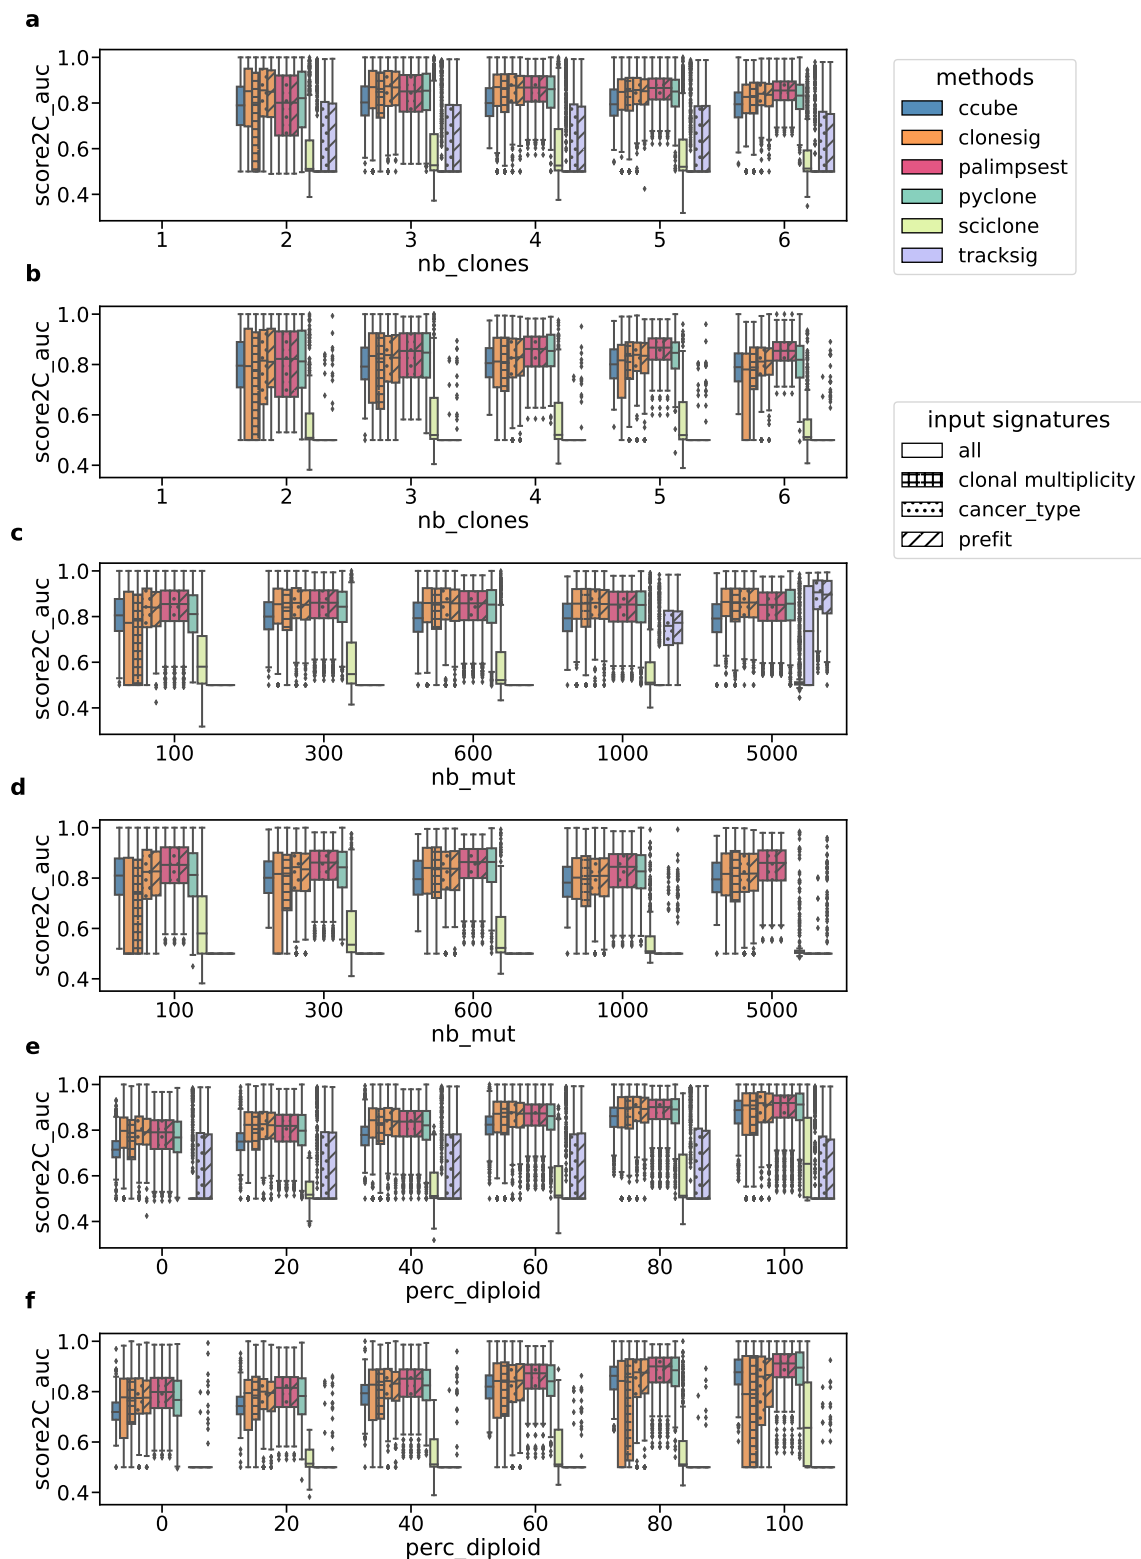 a
1.0
0.8
0.6
0.4
score2C_auc
1 2 3 4 5 6
nb_clones
methods
ccube
clonesig
palimpsest
pyclone
sciclone
tracksig
b
1.0
0.8
0.6
0.4
score2C_auc
1 2 3 4 5 6
nb_clones
input signatures
all
clonal multiplicity
cancer_type
prefit
c
1.0
0.8
0.6
0.4
score2C_auc
100 300 600 1000 5000
nb_mut
d
1.0
0.8
0.6
0.4
score2C_auc
100 300 600 1000 5000
nb_mut
e
1.0
0.8
0.6
0.4
score2C_auc
0 20 40 60 80 100
perc_diploid
f
1.0
0.8
0.6
0.4
score2C_auc
0 20 40 60 80 100
perc_diploid